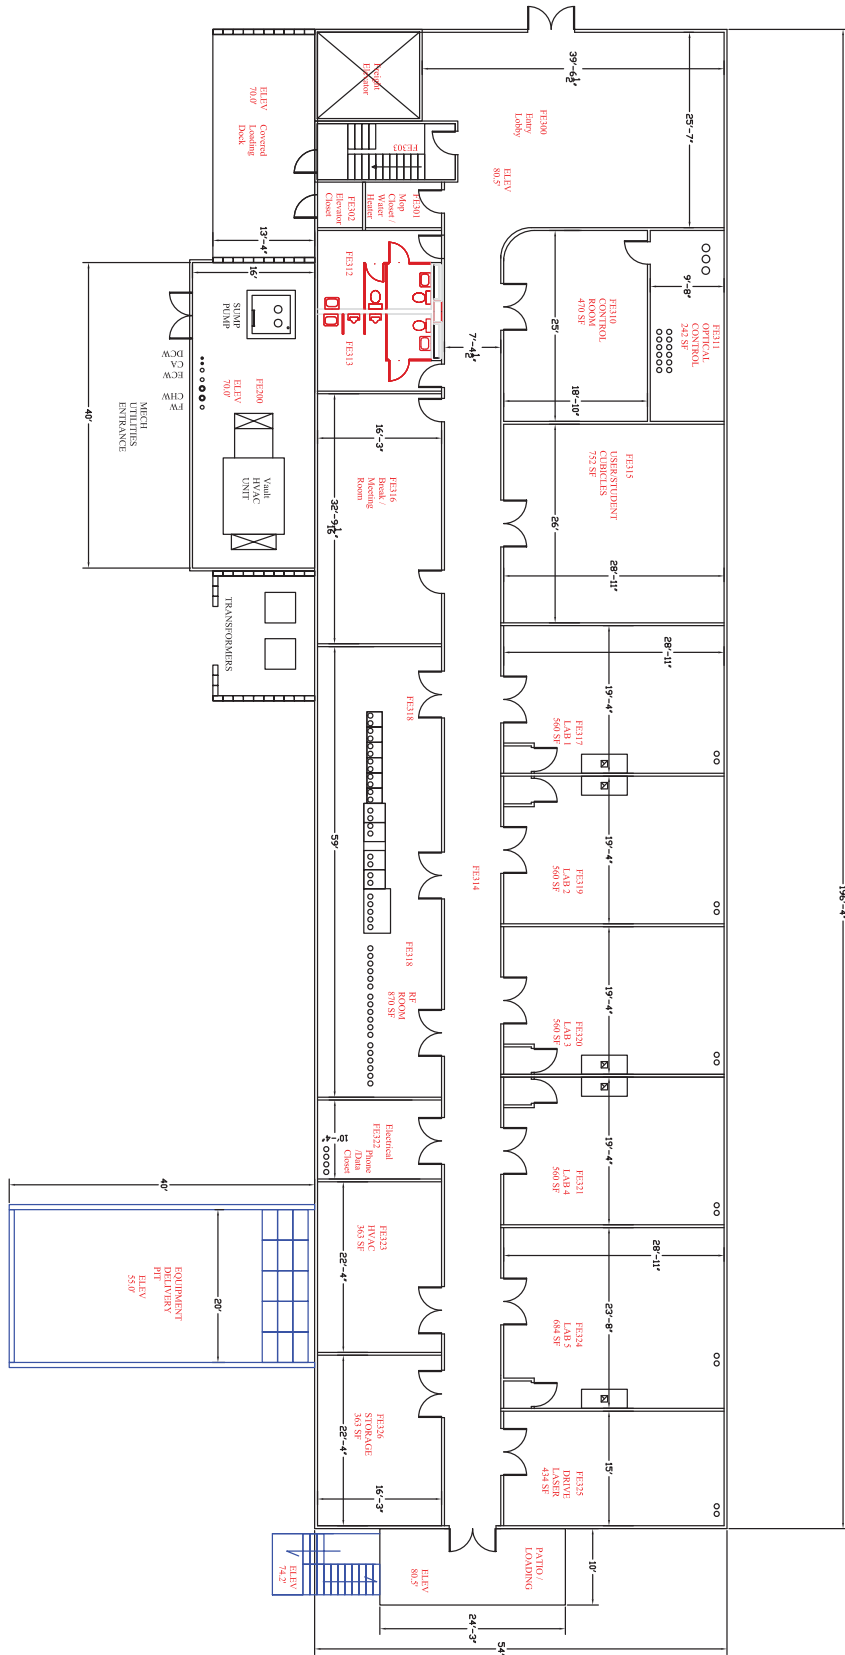 39'-6½"
25'-7"
Freight
Elevator
FE300
Entry
Lobby
ELEV
80.5'
ELEV
70.0'
Covered
Loading
Dock
13'-4"
FE303
FE301
Mop
Closet /
Water
Heater
FE302
Elevator
Closet
FE312
FE313
7'-4½"
FE310
CONTROL
ROOM
470 SF
25'
18'-10"
FE311
OPTICAL
CONTROL
242 SF
9'-8"
16'
SUMP
PUMP
FE200
ELEV
70.0'
DCW
CA
ECW
CHW
FW
MECH
UTILITIES
ENTRANCE
40'
Vault
HVAC
UNIT
TRANSFORMERS
16'-3"
FE316
Break /
Meeting
Room
32'-9 1/16"
FE315
USER/STUDENT
CUBICLES
752 SF
26'
28'-11"
28'-11"
19'-4"
FE317
LAB 1
560 SF
FE318
19'-4"
FE319
LAB 2
560 SF
59'
FE314
196'-4"
FE318
RF
ROOM
870 SF
19'-4"
FE320
LAB 3
560 SF
Electrical
FE322
Phone
/Data
Closet
10'-4"
19'-4"
FE321
LAB 4
560 SF
40'
20'
EQUIPMENT
DELIVERY
PIT
ELEV
55.0'
FE323
HVAC
363 SF
22'-4"
28'-11"
23'-8"
FE324
LAB 5
684 SF
FE326
STORAGE
363 SF
22'-4"
16'-3"
15'
FE325
DRIVE
LASER
434 SF
ELEV
74.2'
ELEV
80.5'
PATIO /
LOADING
10'
24'-3"
54'